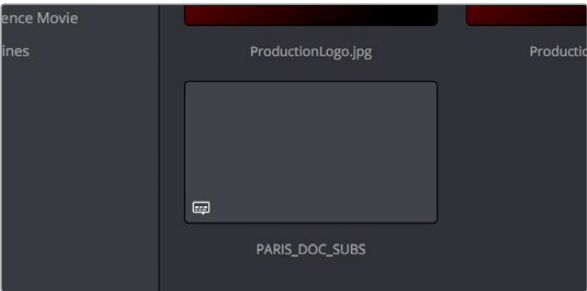 ence Movie
ines
ProductionLogo.jpg
Productio
PARIS_DOC_SUBS